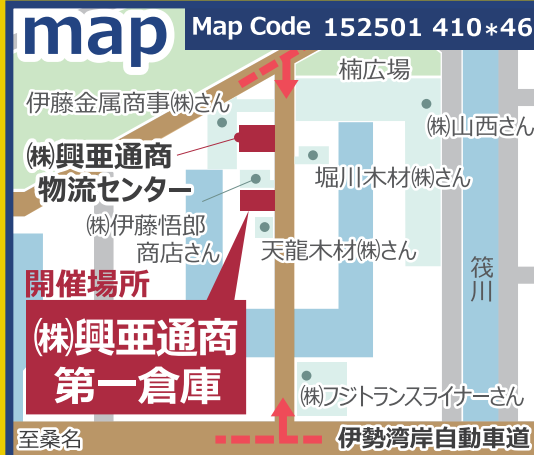 map
Map Code 152501 410*46
楠広場
伊藤金属商事㈱さん
㈱山西さん
㈱興亜通商
物流センター
堀川木材㈱さん
㈱伊藤悟郎
商店さん
天龍木材㈱さん
筏川
開催場所
㈱興亜通商
第一倉庫
㈱フジトランスライナーさん
至桑名
伊勢湾岸自動車道